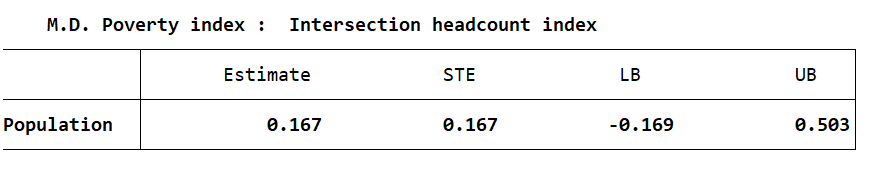 M.D. Poverty index :  Intersection headcount index
Estimate STE LB UB
Population 0.167 0.167 -0.169 0.503